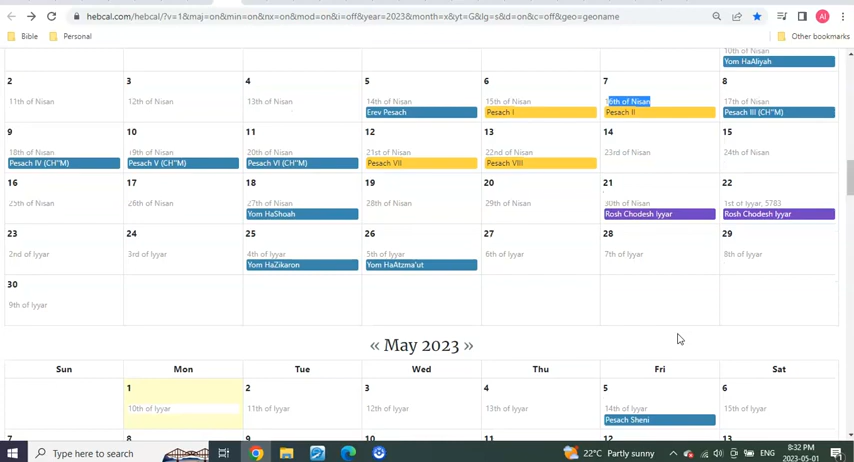 hebcal.com/hebcal/?v=1&maj=on&min=on&nx=on&mod=on&i=off&year=2023&month=x&yt=G&lg=s&d=on&c=off&geo=geoname
AI
Bible Personal Other bookmarks
10th of Nisan
Yom HaAliyah
2 3 4 5 6 7 8
11th of Nisan 12th of Nisan 13th of Nisan 14th of Nisan 15th of Nisan 16th of Nisan 17th of Nisan
Erev Pesach Pesach I Pesach II Pesach III (CH"M)
9 10 11 12 13 14 15
18th of Nisan 19th of Nisan 20th of Nisan 21st of Nisan 22nd of Nisan 23rd of Nisan 24th of Nisan
Pesach IV (CH"M) Pesach V (CH"M) Pesach VI (CH"M) Pesach VII Pesach VIII
16 17 18 19 20 21 22
25th of Nisan 26th of Nisan 27th of Nisan 28th of Nisan 29th of Nisan 30th of Nisan 1st of Iyyar, 5783
Yom HaShoah Rosh Chodesh Iyyar Rosh Chodesh Iyyar
23 24 25 26 27 28 29
2nd of Iyyar 3rd of Iyyar 4th of Iyyar 5th of Iyyar 6th of Iyyar 7th of Iyyar 8th of Iyyar
Yom HaZikaron Yom HaAtzma'ut
30
9th of Iyyar
« May 2023 »
Sun Mon Tue Wed Thu Fri Sat
1 2 3 4 5 6
10th of Iyyar 11th of Iyyar 12th of Iyyar 13th of Iyyar 14th of Iyyar 15th of Iyyar
Pesach Sheni
7 8 9 10 11 12 13
Type here to search
22°C Partly sunny
ENG
8:32 PM
2023-05-01